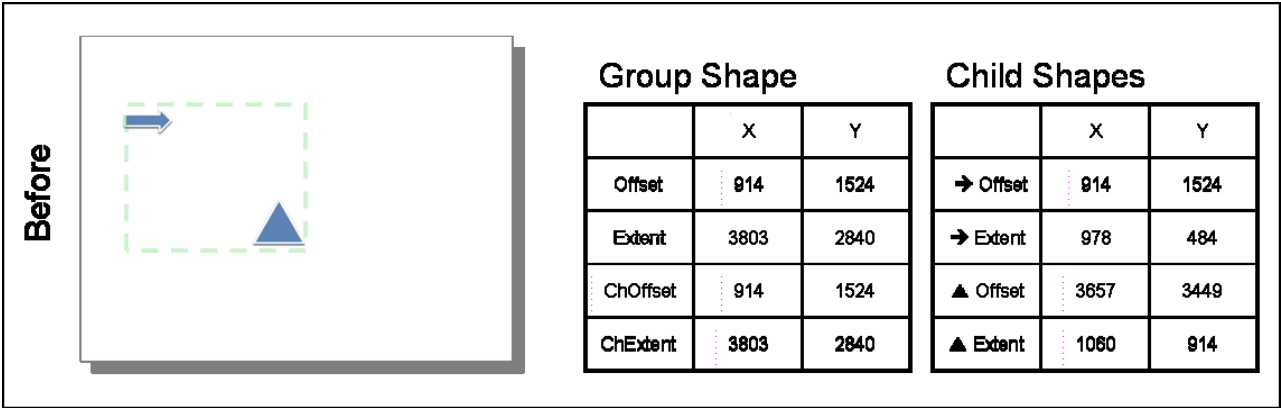 Before
Group Shape
X Y
Offset 914 1524
Extent 3803 2840
ChOffset 914 1524
ChExtent 3803 2840
Child Shapes
X Y
➔ Offset 914 1524
➔ Extent 978 484
▲ Offset 3657 3449
▲ Extent 1060 914